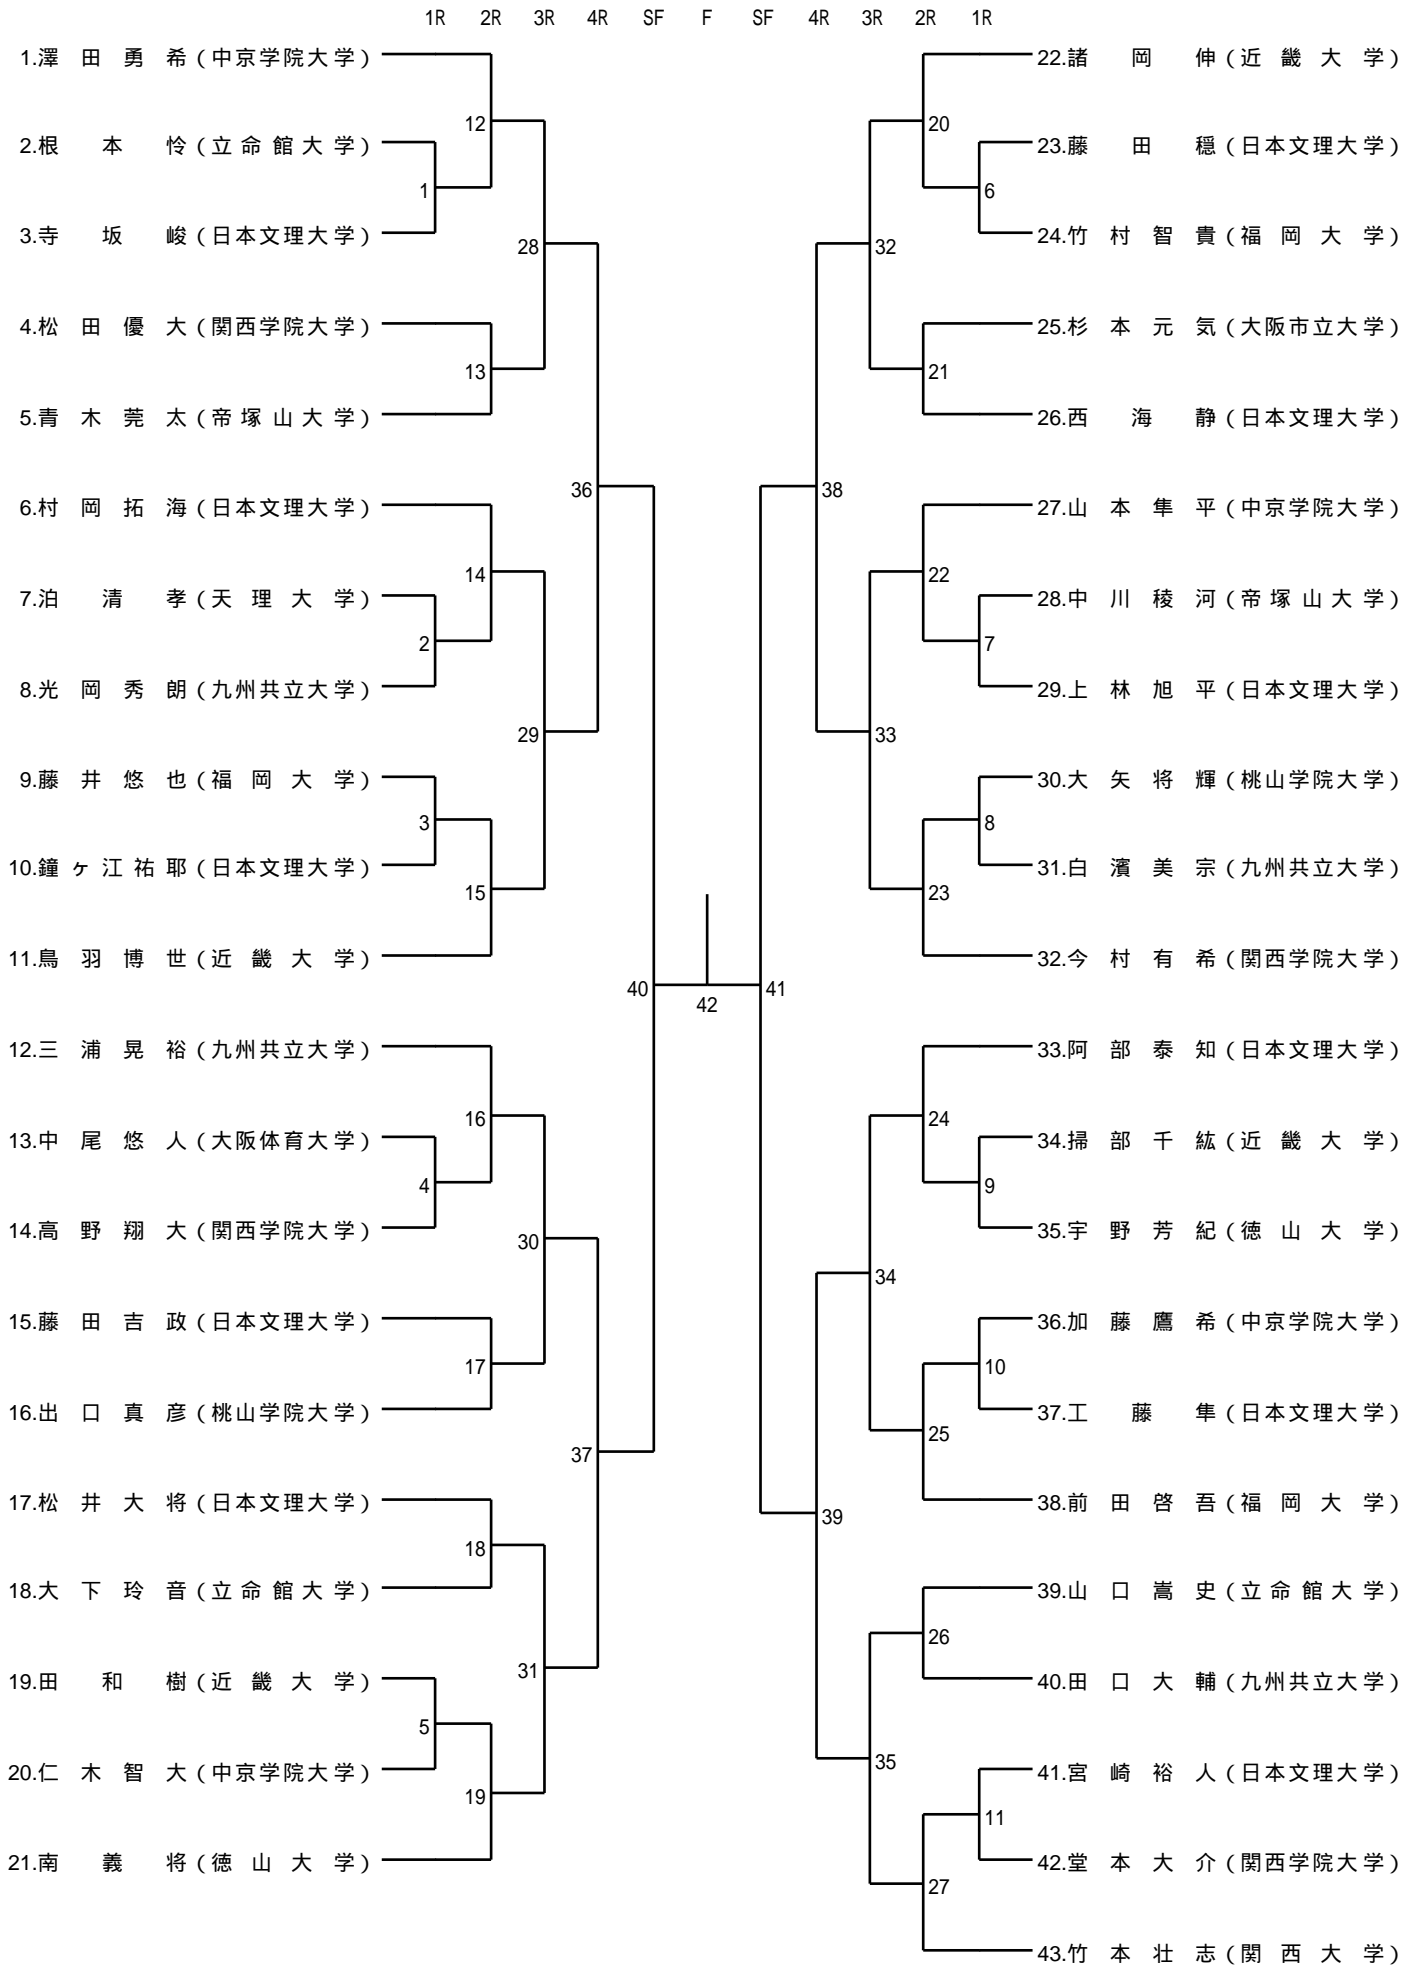 1R 2R 3R 4R SF F SF 4R 3R 2R 1R
1.澤田勇希(中京学院大学)
2.根本怜(立命館大学)
3.寺坂峻(日本文理大学)
4.松田優大(関西学院大学)
5.青木莞太(帝塚山大学)
6.村岡拓海(日本文理大学)
7.泊清孝(天理大学)
8.光岡秀朗(九州共立大学)
9.藤井悠也(福岡大学)
10.鐘ヶ江祐耶(日本文理大学)
11.鳥羽博世(近畿大学)
12.三浦晃裕(九州共立大学)
13.中尾悠人(大阪体育大学)
14.高野翔大(関西学院大学)
15.藤田吉政(日本文理大学)
16.出口真彦(桃山学院大学)
17.松井大将(日本文理大学)
18.大下玲音(立命館大学)
19.田和樹(近畿大学)
20.仁木智大(中京学院大学)
21.南義将(徳山大学)
1
2
3
4
5
12
13
14
15
16
17
18
19
28
29
30
31
36
37
40
42
41
38
39
32
33
34
35
20
21
22
23
24
25
26
27
6
7
8
9
10
11
22.諸岡伸(近畿大学)
23.藤田穏(日本文理大学)
24.竹村智貴(福岡大学)
25.杉本元気(大阪市立大学)
26.西海静(日本文理大学)
27.山本隼平(中京学院大学)
28.中川稜河(帝塚山大学)
29.上林旭平(日本文理大学)
30.大矢将輝(桃山学院大学)
31.白濱美宗(九州共立大学)
32.今村有希(関西学院大学)
33.阿部泰知(日本文理大学)
34.掃部千紘(近畿大学)
35.宇野芳紀(徳山大学)
36.加藤鷹希(中京学院大学)
37.工藤隼(日本文理大学)
38.前田啓吾(福岡大学)
39.山口嵩史(立命館大学)
40.田口大輔(九州共立大学)
41.宮崎裕人(日本文理大学)
42.堂本大介(関西学院大学)
43.竹本壮志(関西大学)